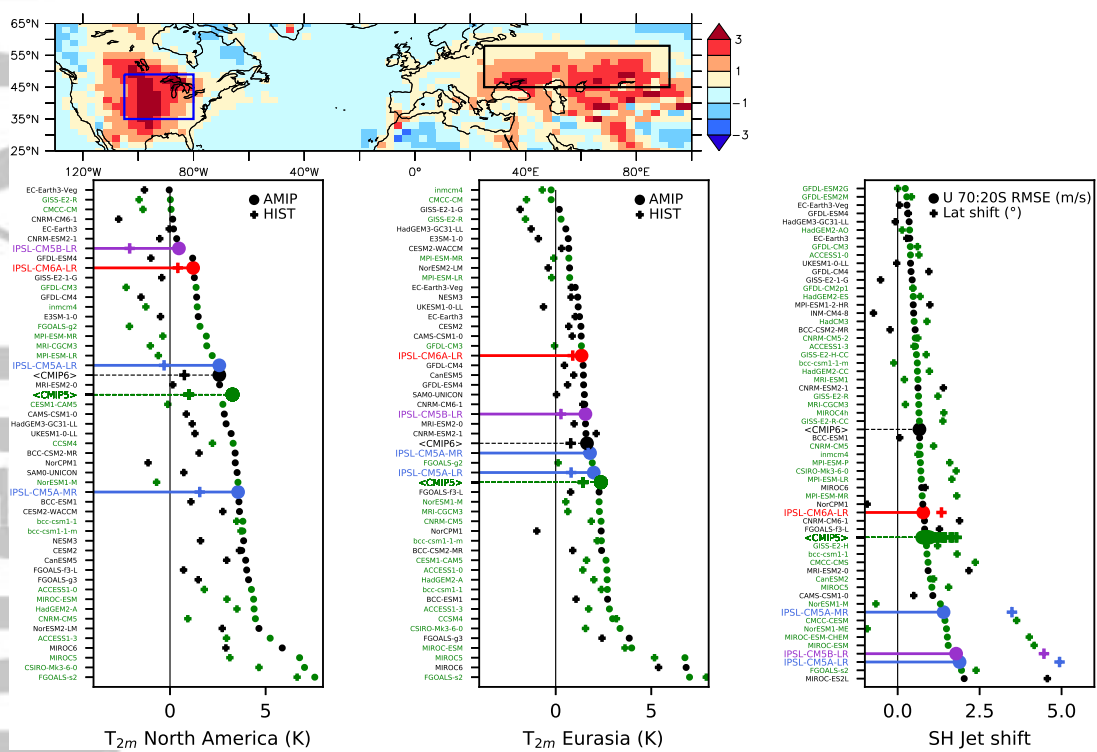 65°N
55°N
45°N
35°N
25°N
120°W
80°W
40°W
0°
40°E
80°E
3
1
−1
−3
EC-Earth3-Veg
GISS-E2-R
CMCC-CM
CNRM-CM6-1
EC-Earth3
CNRM-ESM2-1
IPSL-CM5B-LR
GFDL-ESM4
IPSL-CM6A-LR
GISS-E2-1-G
GFDL-CM3
GFDL-CM4
inmcm4
E3SM-1-0
FGOALS-g2
MPI-ESM-MR
MRI-CGCM3
MPI-ESM-LR
IPSL-CM5A-LR
<CMIP6>
MRI-ESM2-0
<CMIP5>
CESM1-CAM5
CAMS-CSM1-0
HadGEM3-GC31-LL
UKESM1-0-LL
CCSM4
BCC-CSM2-MR
NorCPM1
SAM0-UNICON
NorESM1-M
IPSL-CM5A-MR
BCC-ESM1
CESM2-WACCM
bcc-csm1-1
bcc-csm1-1-m
NESM3
CESM2
CanESM5
FGOALS-f3-L
FGOALS-g3
ACCESS1-0
MIROC-ESM
HadGEM2-A
CNRM-CM5
NorESM2-LM
ACCESS1-3
MIROC6
MIROC5
CSIRO-Mk3-6-0
FGOALS-s2
AMIP
HIST
0
5
T2m North America (K)
inmcm4
CMCC-CM
GISS-E2-1-G
GISS-E2-R
HadGEM3-GC31-LL
E3SM-1-0
CESM2-WACCM
MPI-ESM-MR
NorESM2-LM
MPI-ESM-LR
EC-Earth3-Veg
NESM3
UKESM1-0-LL
EC-Earth3
CESM2
CAMS-CSM1-0
GFDL-CM3
IPSL-CM6A-LR
GFDL-CM4
CanESM5
GFDL-ESM4
SAM0-UNICON
CNRM-CM6-1
IPSL-CM5B-LR
MRI-ESM2-0
CNRM-ESM2-1
<CMIP6>
IPSL-CM5A-MR
FGOALS-g2
IPSL-CM5A-LR
<CMIP5>
FGOALS-f3-L
NorESM1-M
MRI-CGCM3
CNRM-CM5
NorCPM1
bcc-csm1-1-m
BCC-CSM2-MR
CESM1-CAM5
ACCESS1-0
HadGEM2-A
bcc-csm1-1
BCC-ESM1
ACCESS1-3
CCSM4
CSIRO-Mk3-6-0
FGOALS-g3
MIROC-ESM
MIROC5
MIROC6
FGOALS-s2
AMIP
HIST
0
5
T2m Eurasia (K)
GFDL-ESM2G
GFDL-ESM2M
EC-Earth3-Veg
GFDL-ESM4
HadGEM3-GC31-LL
HadGEM2-AO
EC-Earth3
GFDL-CM3
ACCESS1-0
UKESM1-0-LL
GFDL-CM4
GISS-E2-1-G
GFDL-CM2p1
HadGEM2-ES
MPI-ESM-1-2-HR
INM-CM4-8
HadCM3
BCC-CSM2-MR
CNRM-CM5-2
ACCESS1-3
GISS-E2-H-CC
bcc-csm1-1-m
HadGEM2-CC
MRI-ESM1
CNRM-ESM2-1
GISS-E2-R
MRI-CGCM3
MIROC4h
GISS-E2-R-CC
<CMIP6>
BCC-ESM1
CNRM-CM5
inmcm4
MPI-ESM-P
CSIRO-Mk3-6-0
MPI-ESM-LR
MIROC6
MPI-ESM-MR
NorCPM1
IPSL-CM6A-LR
CNRM-CM6-1
FGOALS-f3-L
<CMIP5>
GISS-E2-H
bcc-csm1-1
CMCC-CMS
MRI-ESM2-0
CanESM2
MIROC5
CAMS-CSM1-0
NorESM1-M
IPSL-CM5A-MR
CMCC-CESM
NorESM1-ME
MIROC-ESM-CHEM
MIROC-ESM
IPSL-CM5B-LR
IPSL-CM5A-LR
FGOALS-s2
MIROC-ES2L
U 70:20S RMSE (m/s)
Lat shift (°)
0.0
2.5
5.0
SH Jet shift